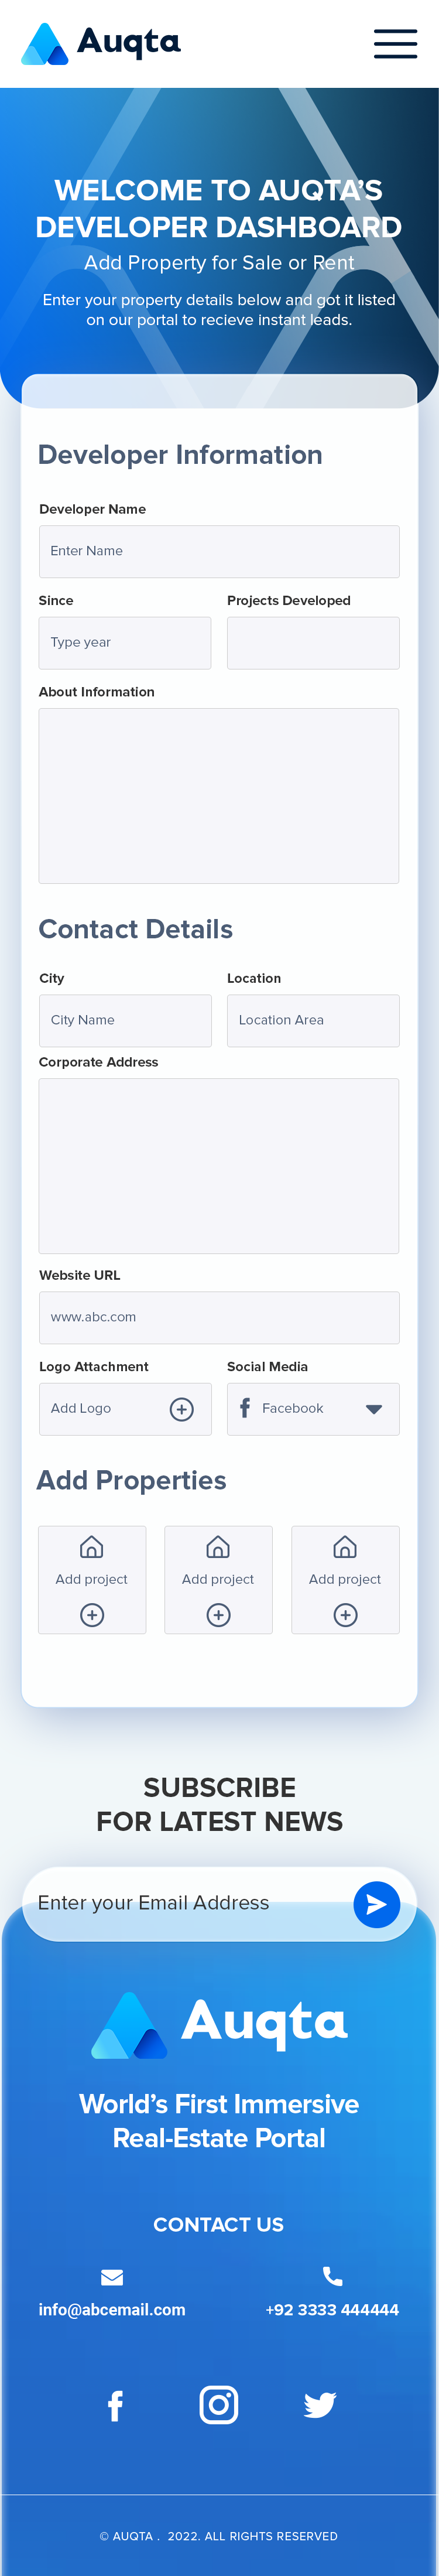 Auqta
WELCOME TO AUQTA'S
DEVELOPER DASHBOARD
Add Property for Sale or Rent
Enter your property details below and got it listed
on our portal to recieve instant leads.
Developer Information
Developer Name
Enter Name
Since
Projects Developed
Type year
About Information
Contact Details
City
Location
City Name
Location Area
Corporate Address
Website URL
www.abc.com
Logo Attachment
Social Media
Add Logo
Facebook
Add Properties
Add project
Add project
Add project
SUBSCRIBE
FOR LATEST NEWS
Enter your Email Address
Auqta
World's First Immersive
Real-Estate Portal
CONTACT US
info@abcemail.com
+92 3333 444444
© AUQTA . 2022. ALL RIGHTS RESERVED